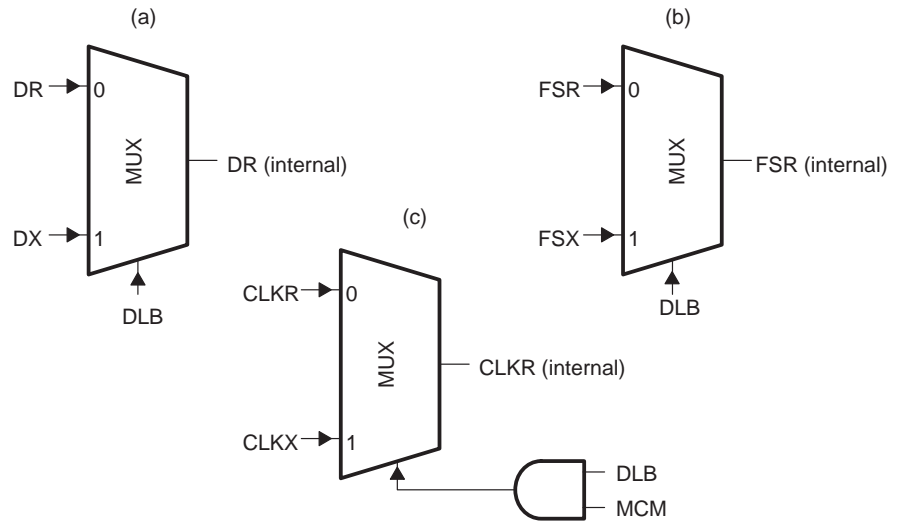 (a)
DR
0
MUX
DR (internal)
DX
1
DLB
(b)
FSR
0
MUX
FSR (internal)
FSX
1
DLB
(c)
CLKR
0
MUX
CLKR (internal)
CLKX
1
DLB
MCM